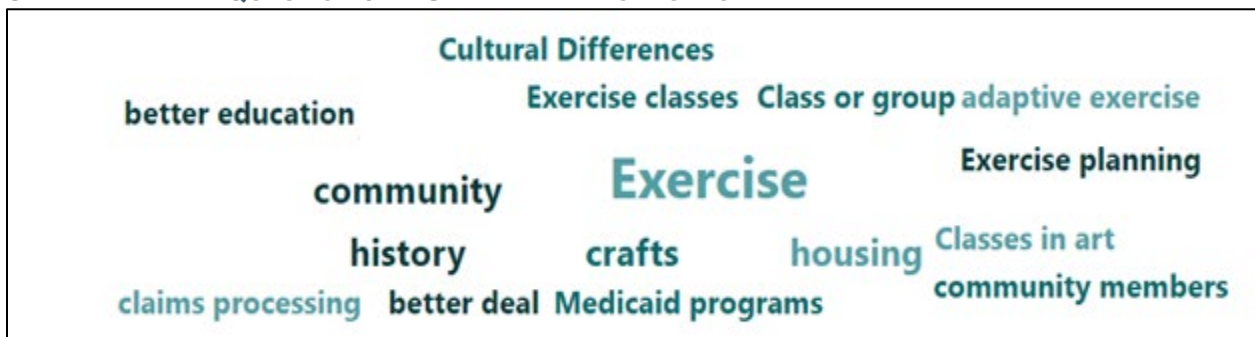 Cultural Differences
better education
Exercise classes
Class or group
adaptive exercise
Exercise planning
community
Exercise
history
crafts
housing
Classes in art
community members
claims processing
better deal
Medicaid programs